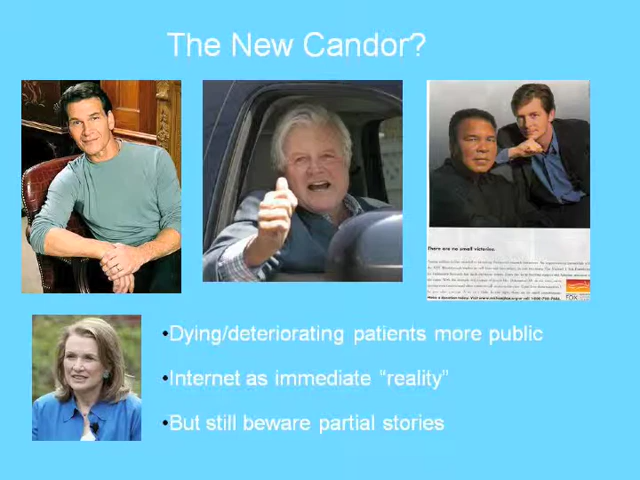 The New Candor?
There are no small victories.
•Dying/deteriorating patients more public
•Internet as immediate “reality”
•But still beware partial stories